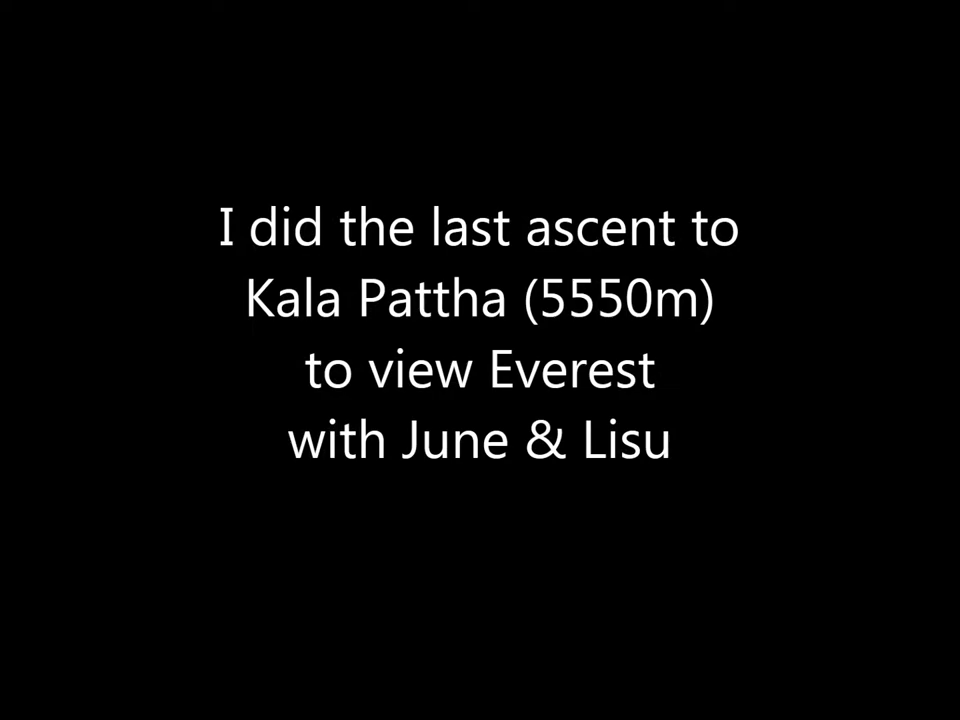 I did the last ascent to
Kala Pattha (5550m)
to view Everest
with June & Lisu